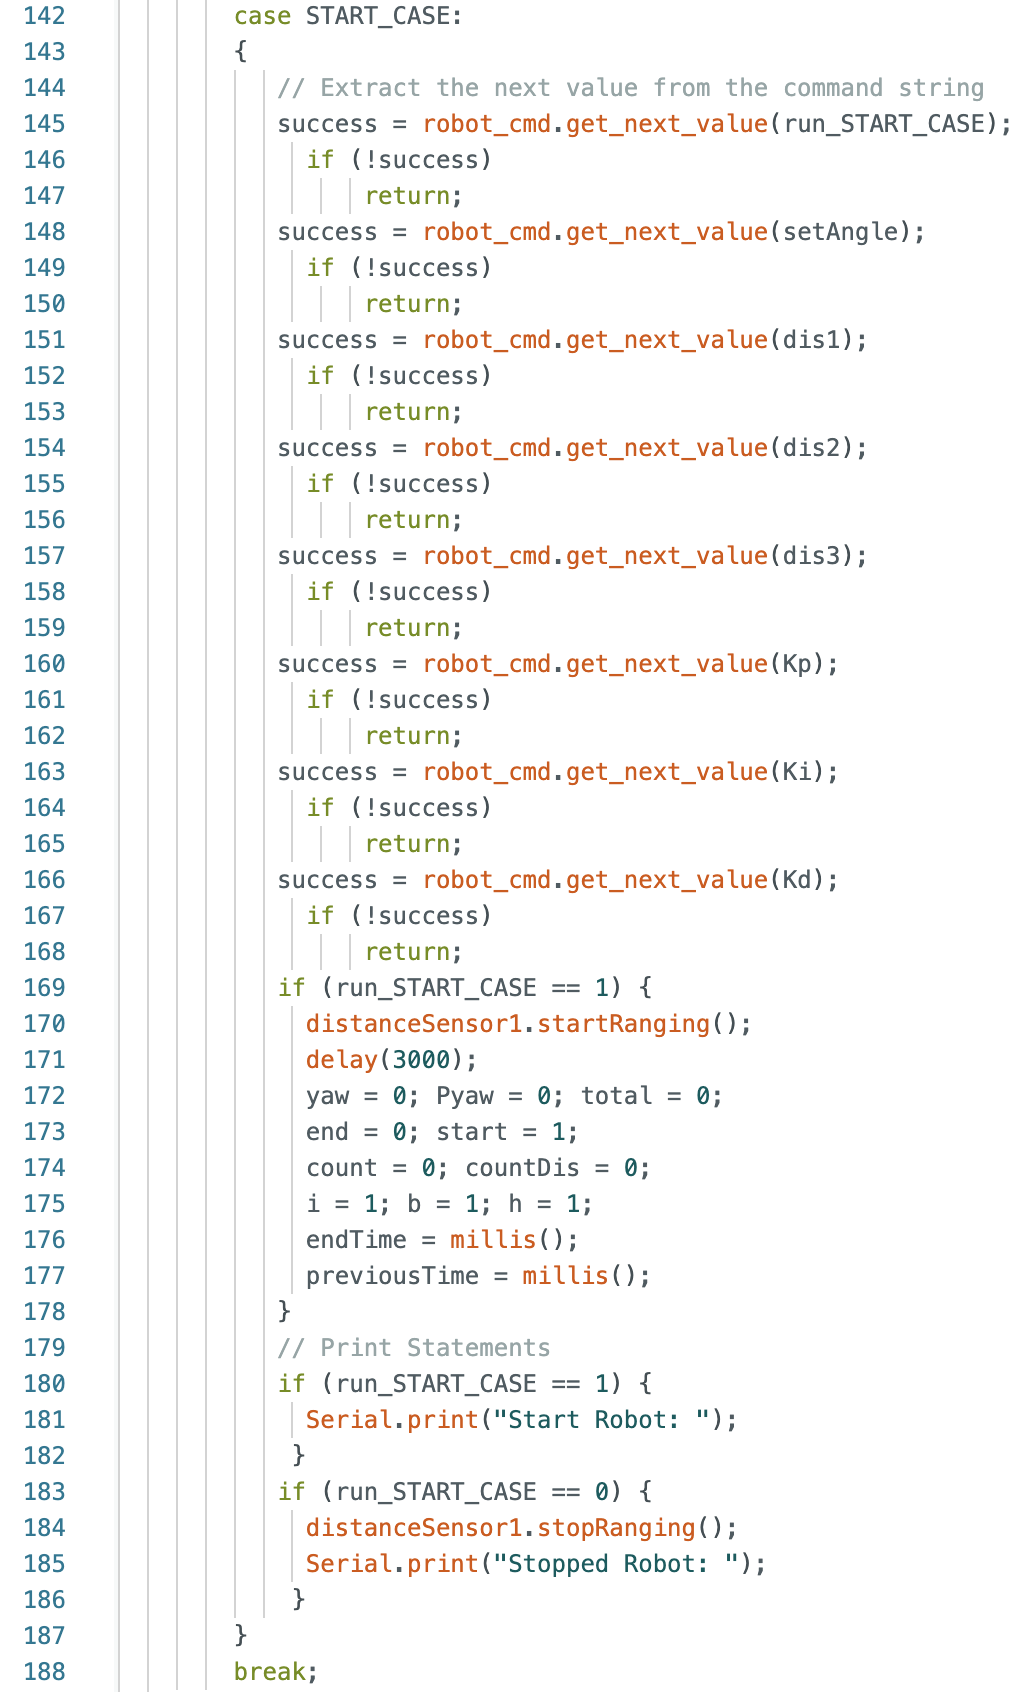 142 case START_CASE:
143 {
144 // Extract the next value from the command string
145 success = robot_cmd.get_next_value(run_START_CASE);
146 if (!success)
147 return;
148 success = robot_cmd.get_next_value(setAngle);
149 if (!success)
150 return;
151 success = robot_cmd.get_next_value(dis1);
152 if (!success)
153 return;
154 success = robot_cmd.get_next_value(dis2);
155 if (!success)
156 return;
157 success = robot_cmd.get_next_value(dis3);
158 if (!success)
159 return;
160 success = robot_cmd.get_next_value(Kp);
161 if (!success)
162 return;
163 success = robot_cmd.get_next_value(Ki);
164 if (!success)
165 return;
166 success = robot_cmd.get_next_value(Kd);
167 if (!success)
168 return;
169 if (run_START_CASE == 1) {
170 distanceSensor1.startRanging();
171 delay(3000);
172 yaw = 0; Pyaw = 0; total = 0;
173 end = 0; start = 1;
174 count = 0; countDis = 0;
175 i = 1; b = 1; h = 1;
176 endTime = millis();
177 previousTime = millis();
178 }
179 // Print Statements
180 if (run_START_CASE == 1) {
181 Serial.print("Start Robot: ");
182 }
183 if (run_START_CASE == 0) {
184 distanceSensor1.stopRanging();
185 Serial.print("Stopped Robot: ");
186 }
187 }
188 break;